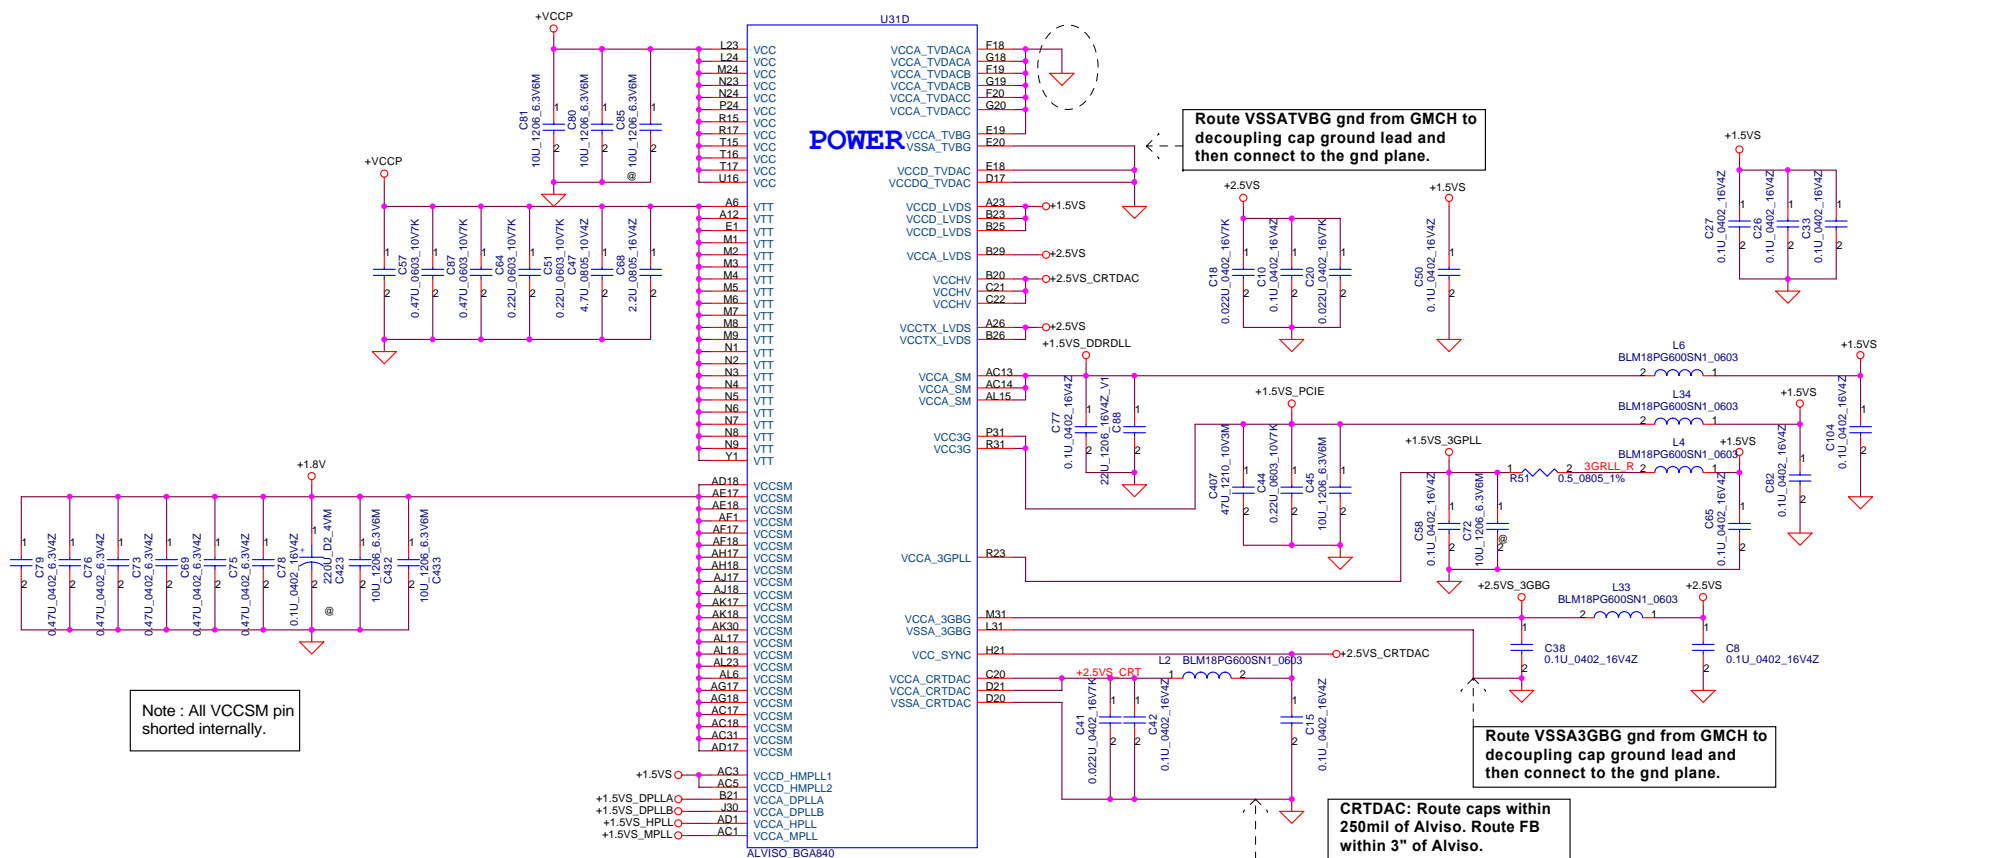 U31D
POWER
ALVISO_BGA840
+VCCP
C81
10U_1206_6.3V6M
C80
10U_1206_6.3V6M
C85
10U_1206_6.3V6M
@
L23 VCC
L24 VCC
M24 VCC
N23 VCC
N24 VCC
P24 VCC
R15 VCC
R17 VCC
T15 VCC
T16 VCC
T17 VCC
U16 VCC
+VCCP
C57
0.47U_0603_10V7K
C87
0.47U_0603_10V7K
C64
0.22U_0603_10V7K
C51
0.22U_0603_10V7K
C47
4.7U_0805_10V4Z
C68
2.2U_0805_16V4Z
A6 VTT
A12 VTT
E1 VTT
M1 VTT
M2 VTT
M3 VTT
M4 VTT
M5 VTT
M6 VTT
M7 VTT
M8 VTT
M9 VTT
N1 VTT
N2 VTT
N3 VTT
N4 VTT
N5 VTT
N6 VTT
N7 VTT
N8 VTT
N9 VTT
Y1 VTT
+1.8V
C79
0.47U_0402_6.3V4Z
C76
0.47U_0402_6.3V4Z
C73
0.47U_0402_6.3V4Z
C69
0.47U_0402_6.3V4Z
C75
0.47U_0402_6.3V4Z
C78
0.1U_0402_16V4Z
220U_D2_4VM
C423
@
10U_1206_6.3V6M
C432
10U_1206_6.3V6M
C433
AD18 VCCSM
AE17 VCCSM
AE18 VCCSM
AF1 VCCSM
AF17 VCCSM
AF18 VCCSM
AH17 VCCSM
AH18 VCCSM
AJ17 VCCSM
AJ18 VCCSM
AK17 VCCSM
AK18 VCCSM
AK30 VCCSM
AL17 VCCSM
AL18 VCCSM
AL23 VCCSM
AL6 VCCSM
AG17 VCCSM
AG18 VCCSM
AC17 VCCSM
AC18 VCCSM
AC31 VCCSM
AD17 VCCSM
Note : All VCCSM pin
shorted internally.
+1.5VS AC3 VCCD_HMPLL1
AC5 VCCD_HMPLL2
+1.5VS_DPLLA B21 VCCA_DPLLA
+1.5VS_DPLLB J30 VCCA_DPLLB
+1.5VS_HPLL AD1 VCCA_HPLL
+1.5VS_MPLL AC1 VCCA_MPLL
VCCA_TVDACA F18
VCCA_TVDACA G18
VCCA_TVDACB F19
VCCA_TVDACB G19
VCCA_TVDACC F20
VCCA_TVDACC G20
VCCA_TVBG E19
VSSA_TVBG E20
VCCD_TVDAC E18
VCCDQ_TVDAC D17
VCCD_LVDS A23 +1.5VS
VCCD_LVDS B23
VCCD_LVDS B25
VCCA_LVDS B29 +2.5VS
VCCHV B20 +2.5VS_CRTDAC
VCCHV C21
VCCHV C22
VCCTX_LVDS A26 +2.5VS
VCCTX_LVDS B26
VCCA_SM AC13
VCCA_SM AC14
VCCA_SM AL15
VCC3G P31
VCC3G R31
VCCA_3GPLL R23
VCCA_3GBG M31
VSSA_3GBG L31
VCC_SYNC H21 +2.5VS_CRTDAC
VCCA_CRTDAC C20
VCCA_CRTDAC D21
VSSA_CRTDAC D20
Route VSSATVBG gnd from GMCH to
decoupling cap ground lead and
then connect to the gnd plane.
+2.5VS
C18
0.022U_0402_16V7K
C10
0.1U_0402_16V4Z
C20
0.022U_0402_16V7K
+1.5VS
C50
0.1U_0402_16V4Z
+1.5VS
C27
0.1U_0402_16V4Z
C26
0.1U_0402_16V4Z
C33
0.1U_0402_16V4Z
+1.5VS_DDRDLL
C77
0.1U_0402_16V4Z
22U_1206_16V4Z_V1
C88
L6
BLM18PG600SN1_0603
+1.5VS
C104
0.1U_0402_16V4Z
+1.5VS_PCIE
C407
47U_1210_10V3M
C44
0.22U_0603_10V7K
C45
10U_1206_6.3V6M
L34
BLM18PG600SN1_0603
+1.5VS
C82
0.1U_0402_16V4Z
+1.5VS_3GPLL
C58
0.1U_0402_16V4Z
C72
10U_1206_6.3V6M
@
R51
0.5_0805_1%
3GRLL_R
L4
BLM18PG600SN1_0603
+1.5VS
C65
0.1U_0402_16V4Z
+2.5VS_3GBG
C38
0.1U_0402_16V4Z
L33
BLM18PG600SN1_0603
+2.5VS
C8
0.1U_0402_16V4Z
+2.5VS_CRT
L2 BLM18PG600SN1_0603
C41
0.022U_0402_16V7K
C42
0.1U_0402_16V4Z
C15
0.1U_0402_16V4Z
Route VSSA3GBG gnd from GMCH to
decoupling cap ground lead and
then connect to the gnd plane.
CRTDAC: Route caps within
250mil of Alviso. Route FB
within 3" of Alviso.